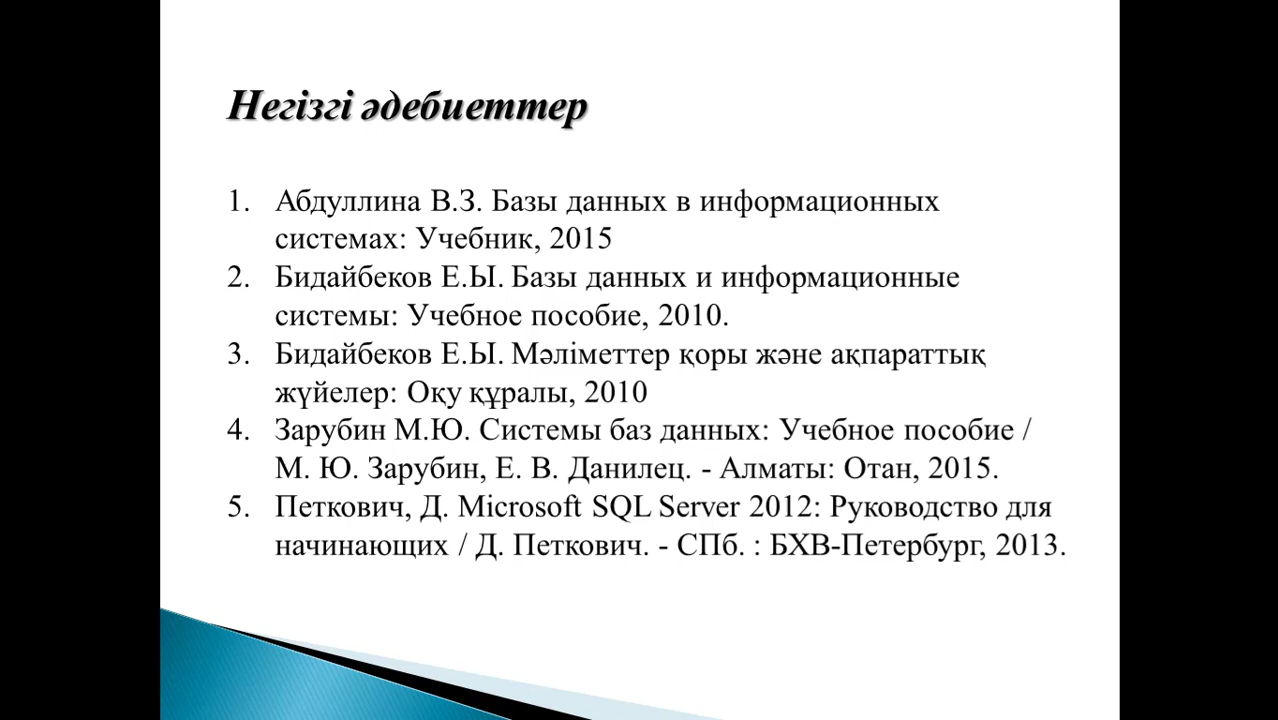 Негізгі әдебиеттер
1. Абдуллина В.З. Базы данных в информационных
системах: Учебник, 2015
2. Бидайбеков Е.Ы. Базы данных и информационные
системы: Учебное пособие, 2010.
3. Бидайбеков Е.Ы. Мәліметтер қоры және ақпараттық
жүйелер: Оқу құралы, 2010
4. Зарубин М.Ю. Системы баз данных: Учебное пособие /
М. Ю. Зарубин, Е. В. Данилец. - Алматы: Отан, 2015.
5. Петкович, Д. Microsoft SQL Server 2012: Руководство для
начинающих / Д. Петкович. - СПб. : БХВ-Петербург, 2013.